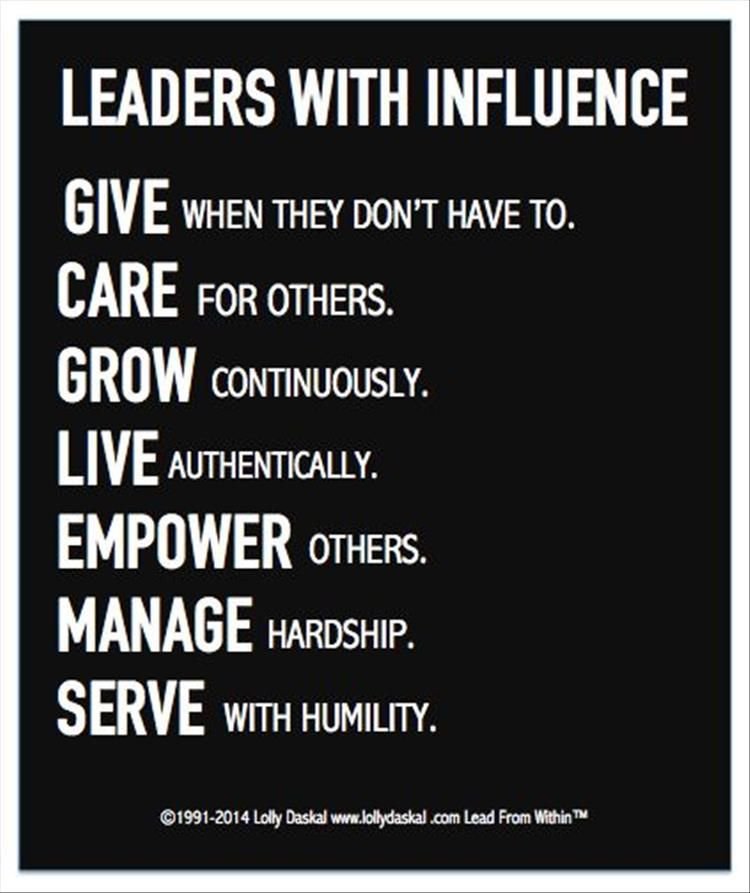 LEADERS WITH INFLUENCE
GIVE WHEN THEY DON'T HAVE TO.
CARE FOR OTHERS.
GROW CONTINUOUSLY.
LIVE AUTHENTICALLY.
EMPOWER OTHERS.
MANAGE HARDSHIP.
SERVE WITH HUMILITY.
©1991-2014 Lolly Daskal www.lollydaskal .com Lead From Within™